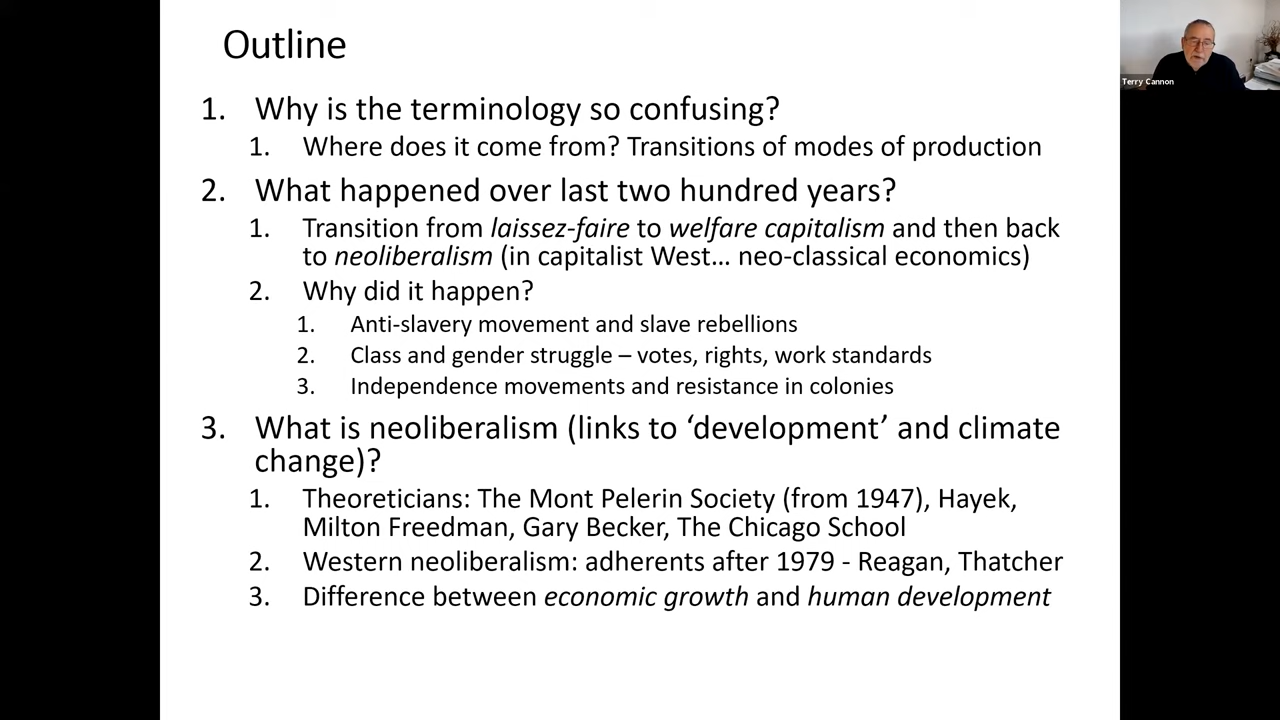 Outline
1. Why is the terminology so confusing?
1. Where does it come from? Transitions of modes of production
2. What happened over last two hundred years?
1. Transition from laissez-faire to welfare capitalism and then back
to neoliberalism (in capitalist West... neo-classical economics)
2. Why did it happen?
1. Anti-slavery movement and slave rebellions
2. Class and gender struggle – votes, rights, work standards
3. Independence movements and resistance in colonies
3. What is neoliberalism (links to ‘development’ and climate
change)?
1. Theoreticians: The Mont Pelerin Society (from 1947), Hayek,
Milton Freedman, Gary Becker, The Chicago School
2. Western neoliberalism: adherents after 1979 - Reagan, Thatcher
3. Difference between economic growth and human development
Terry Cannon